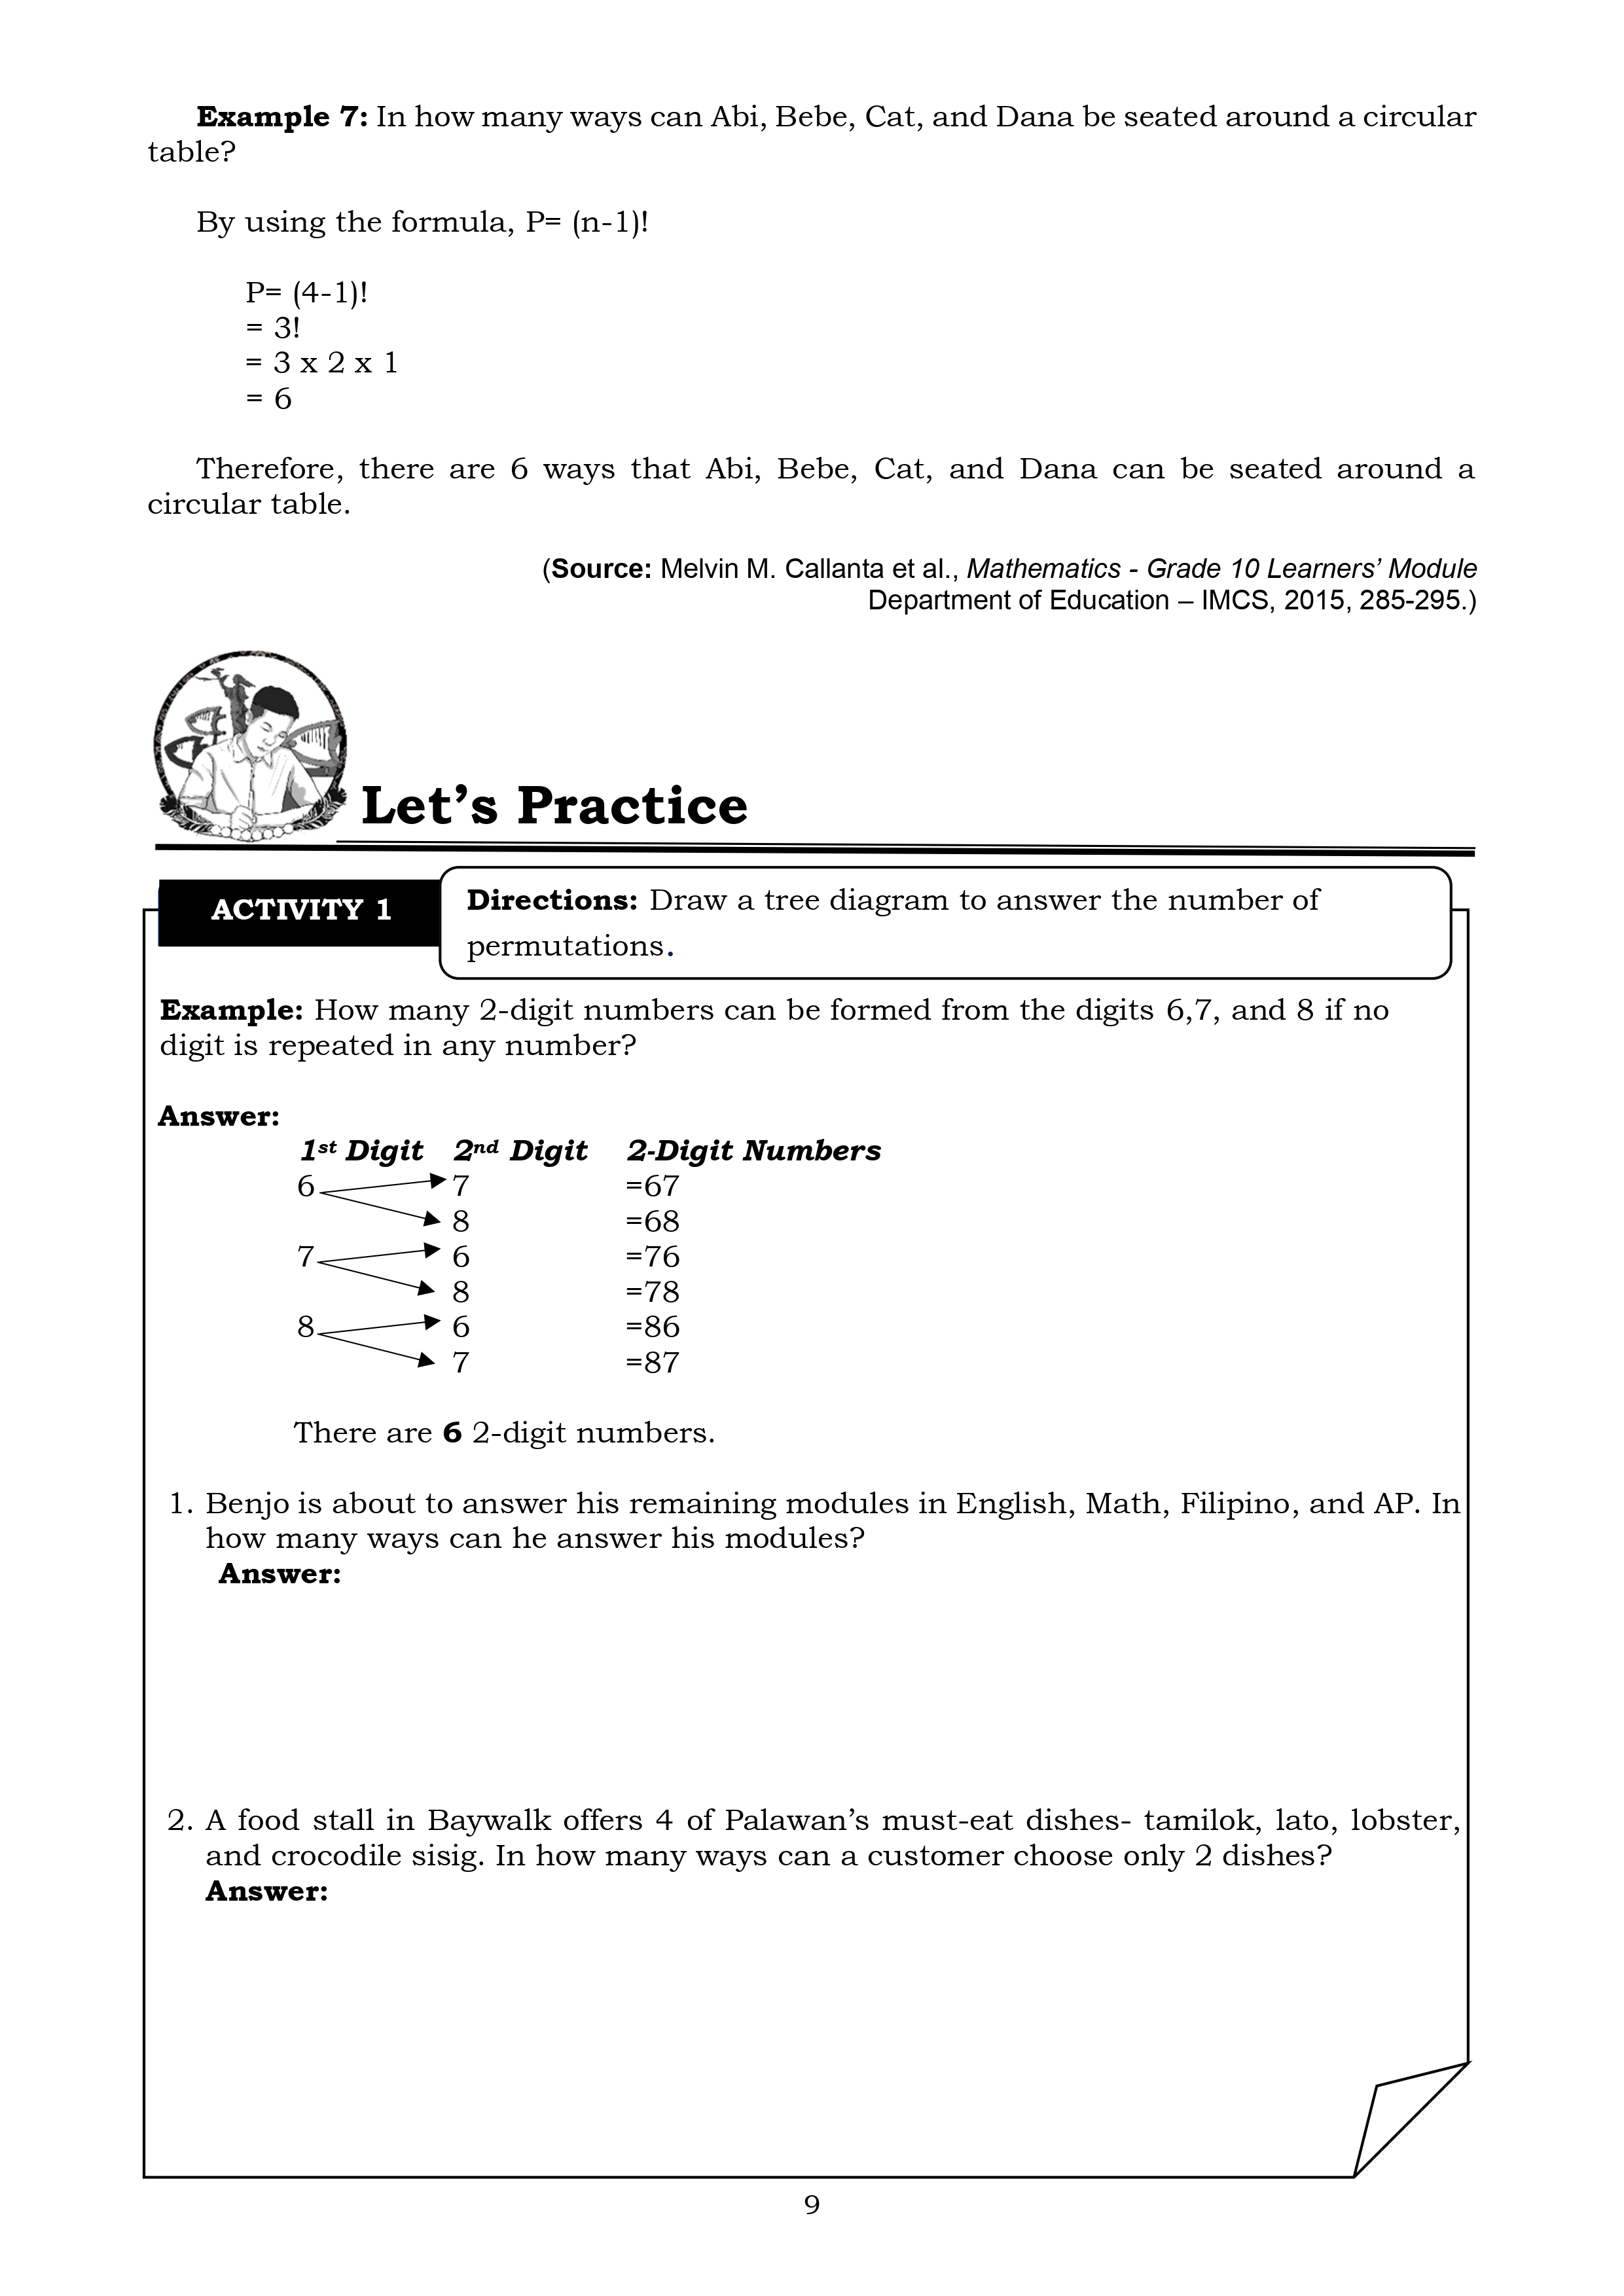 Example 7: In how many ways can Abi, Bebe, Cat, and Dana be seated around a circular
table?
By using the formula, P= (n-1)!
P= (4-1)!
= 3!
= 3 x 2 x 1
= 6
Therefore, there are 6 ways that Abi, Bebe, Cat, and Dana can be seated around a
circular table.
(Source: Melvin M. Callanta et al., Mathematics - Grade 10 Learners’ Module
Department of Education – IMCS, 2015, 285-295.)
Let’s Practice
ACTIVITY 1
Directions: Draw a tree diagram to answer the number of
permutations.
Example: How many 2-digit numbers can be formed from the digits 6,7, and 8 if no
digit is repeated in any number?
Answer:
1st Digit 2nd Digit 2-Digit Numbers
6 7 =67
8 =68
7 6 =76
8 =78
8 6 =86
7 =87
There are 6 2-digit numbers.
1. Benjo is about to answer his remaining modules in English, Math, Filipino, and AP. In
how many ways can he answer his modules?
Answer:
2. A food stall in Baywalk offers 4 of Palawan’s must-eat dishes- tamilok, lato, lobster,
and crocodile sisig. In how many ways can a customer choose only 2 dishes?
Answer:
9